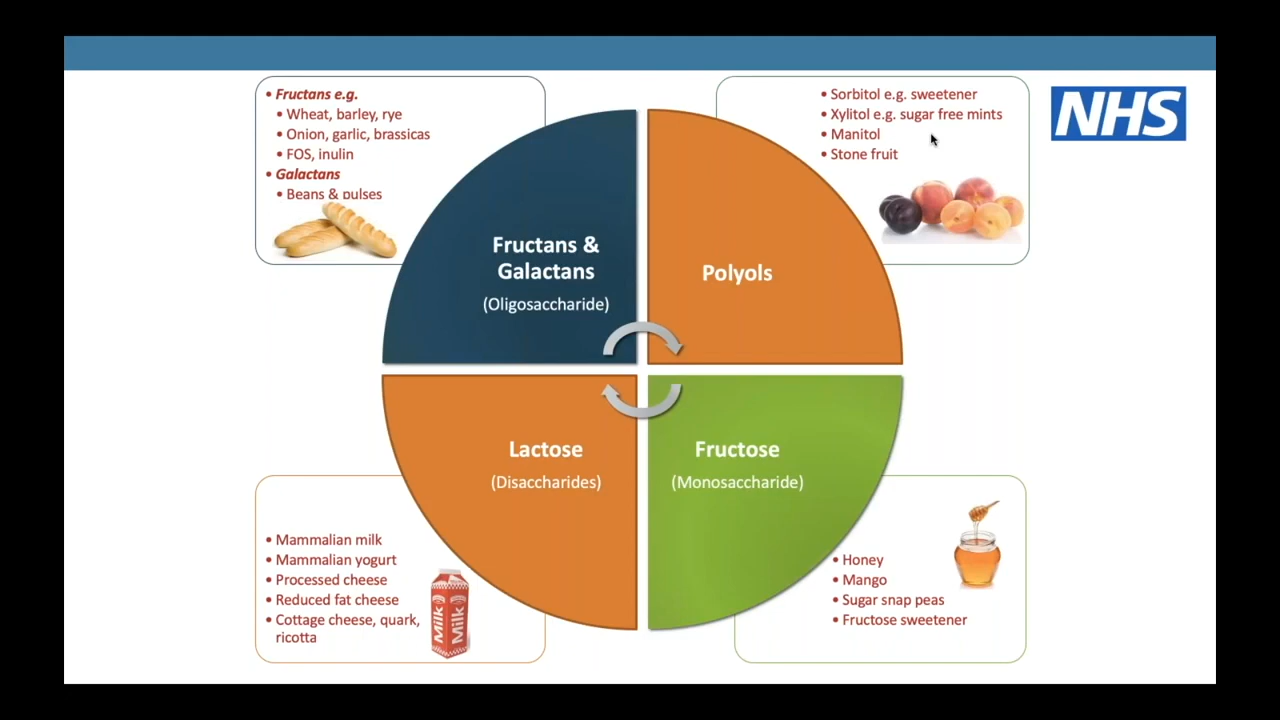 • Fructans e.g.
• Wheat, barley, rye
• Onion, garlic, brassicas
• FOS, inulin
• Galactans
• Beans & pulses
• Sorbitol e.g. sweetener
• Xylitol e.g. sugar free mints
• Manitol
• Stone fruit
NHS
Fructans &
Galactans
(Oligosaccharide)
Polyols
Lactose
(Disaccharides)
Fructose
(Monosaccharide)
• Mammalian milk
• Mammalian yogurt
• Processed cheese
• Reduced fat cheese
• Cottage cheese, quark,
ricotta
Milk
Milk
• Honey
• Mango
• Sugar snap peas
• Fructose sweetener